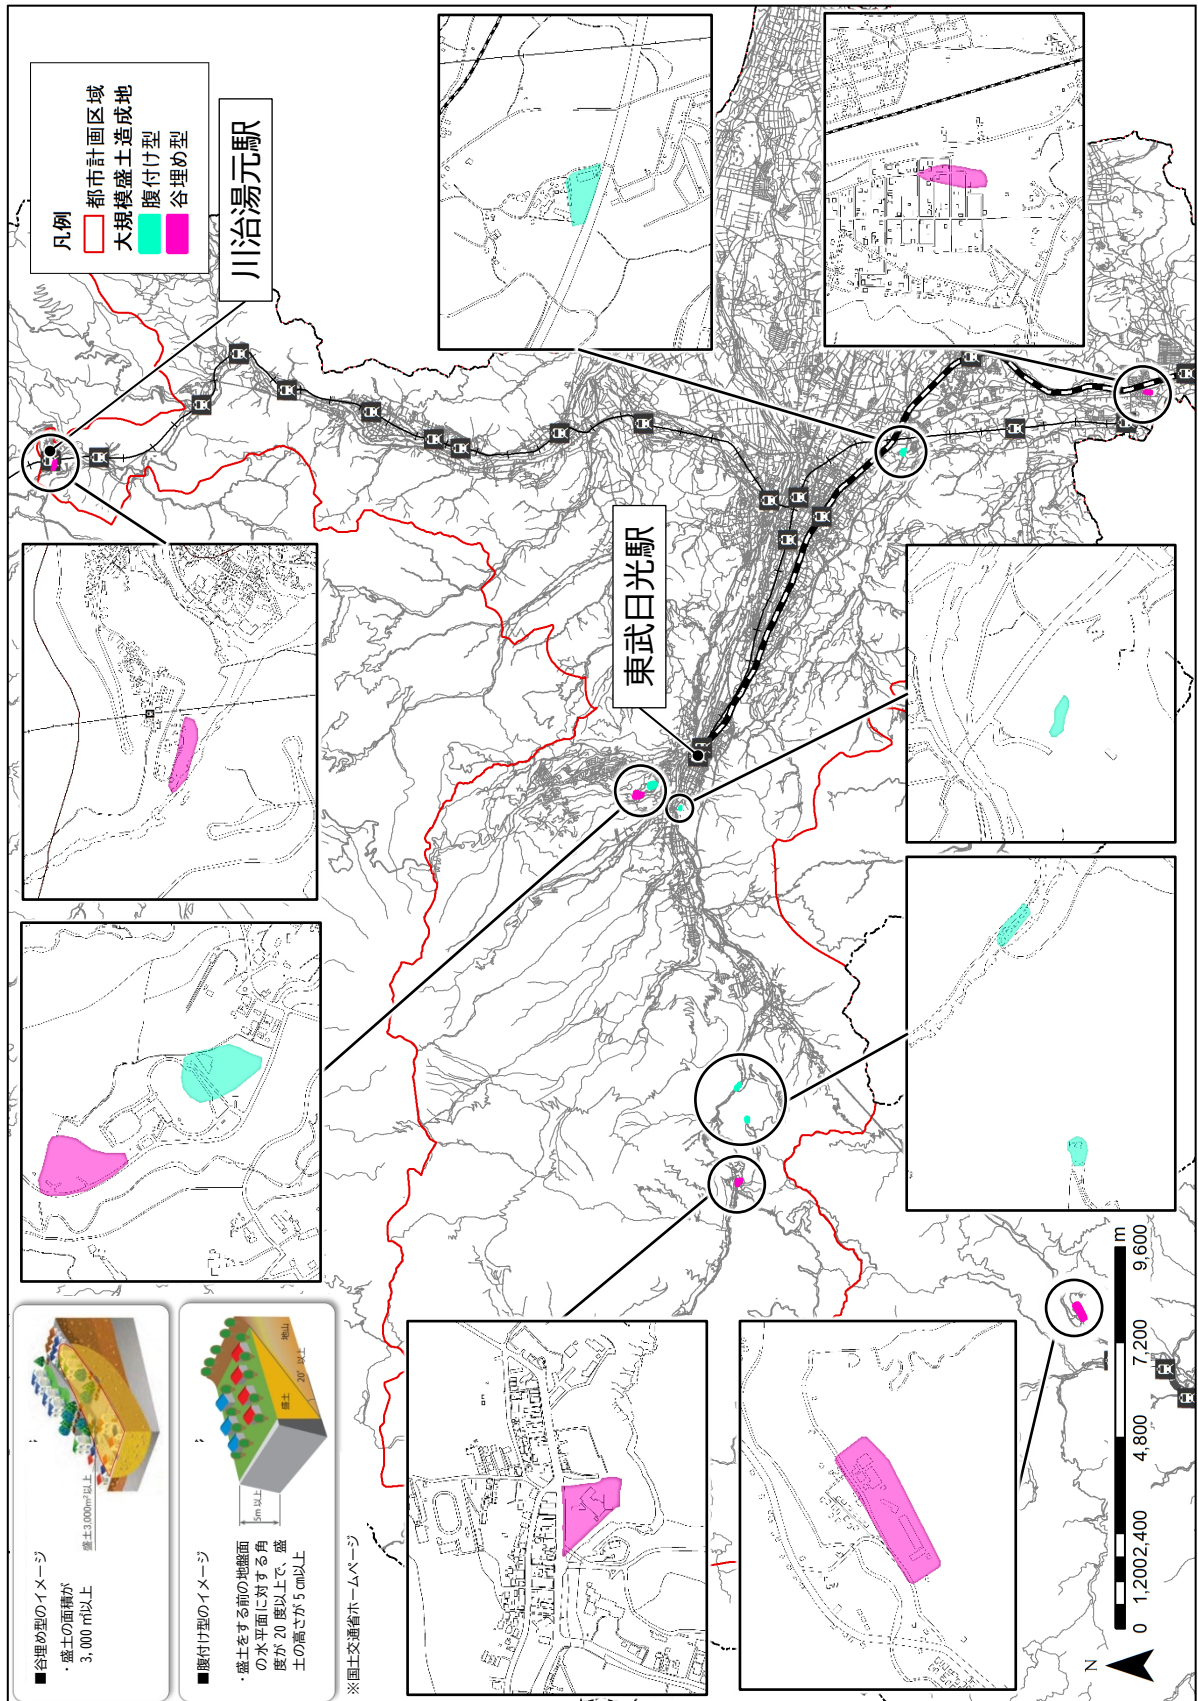 凡例
都市計画区域
大規模盛土造成地
腹付け型
谷埋め型
川治湯元駅
東武日光駅
■谷埋め型のイメージ
・盛土の面積が
3,000㎡以上
盛土3,000m²以上
■腹付け型のイメージ
・盛土をする前の地盤面
の水平面に対する角
度が 20 度以上で、盛
土の高さが 5 cm以上
5m以上
盛土
20°以上
地山
※国土交通省ホームページ
N
0 1,2002,400 4,800 7,200 9,600
m